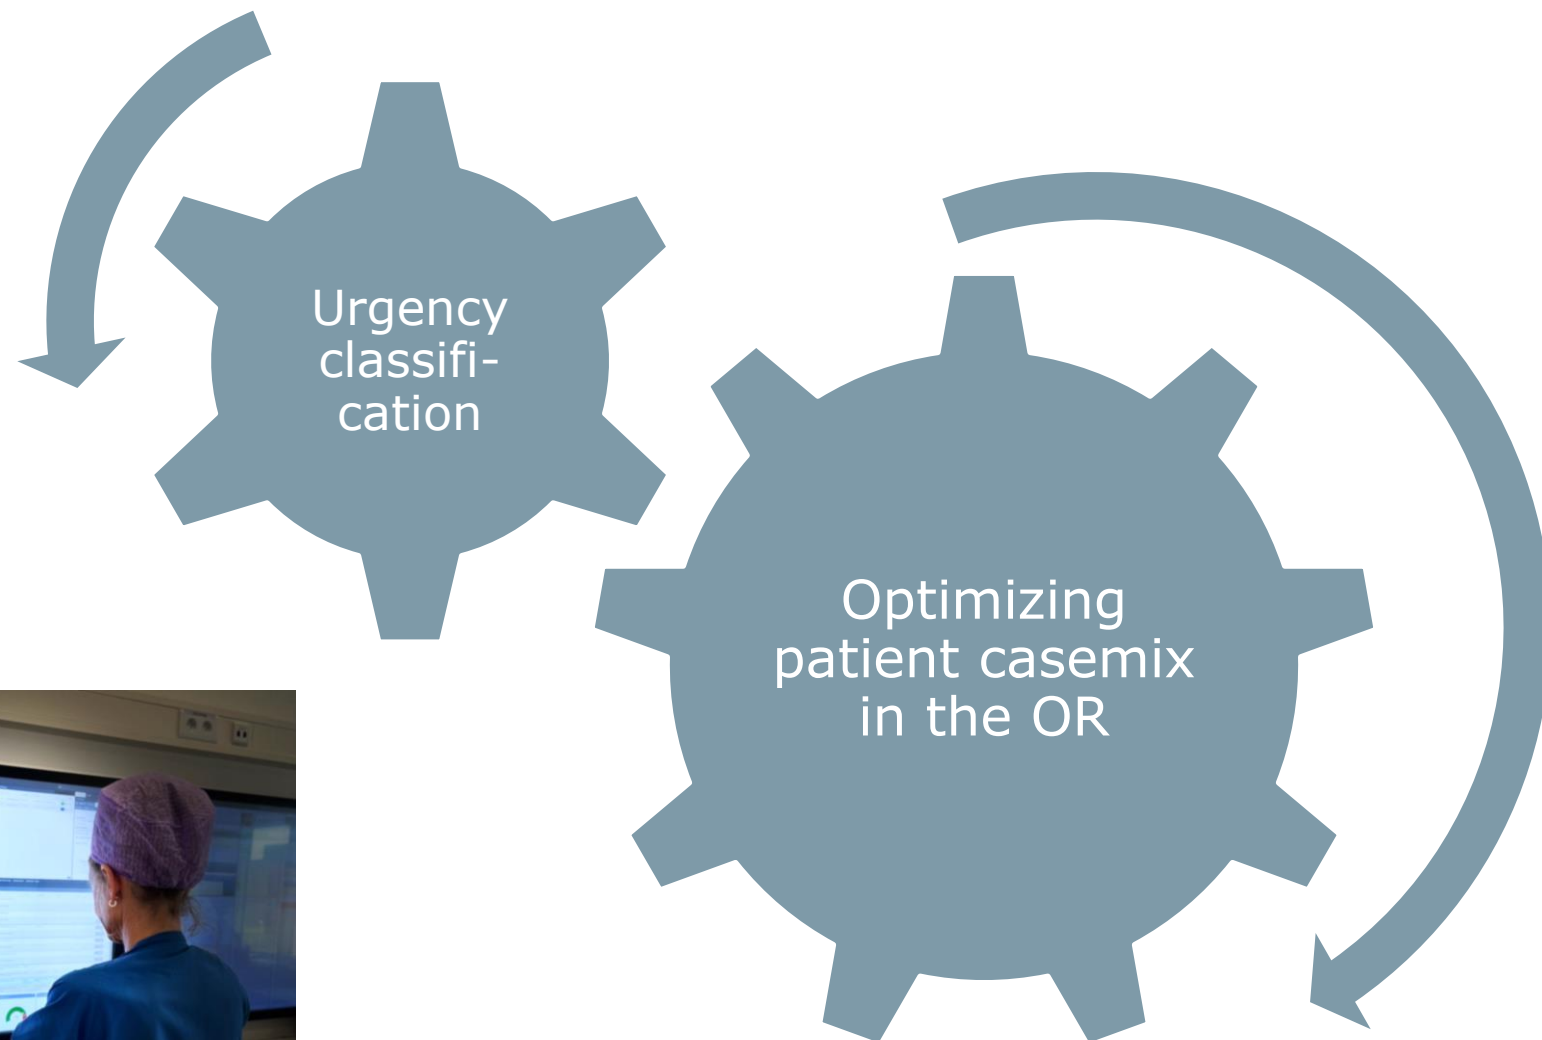 Urgency
classifi-
cation
Optimizing
patient casemix
in the OR